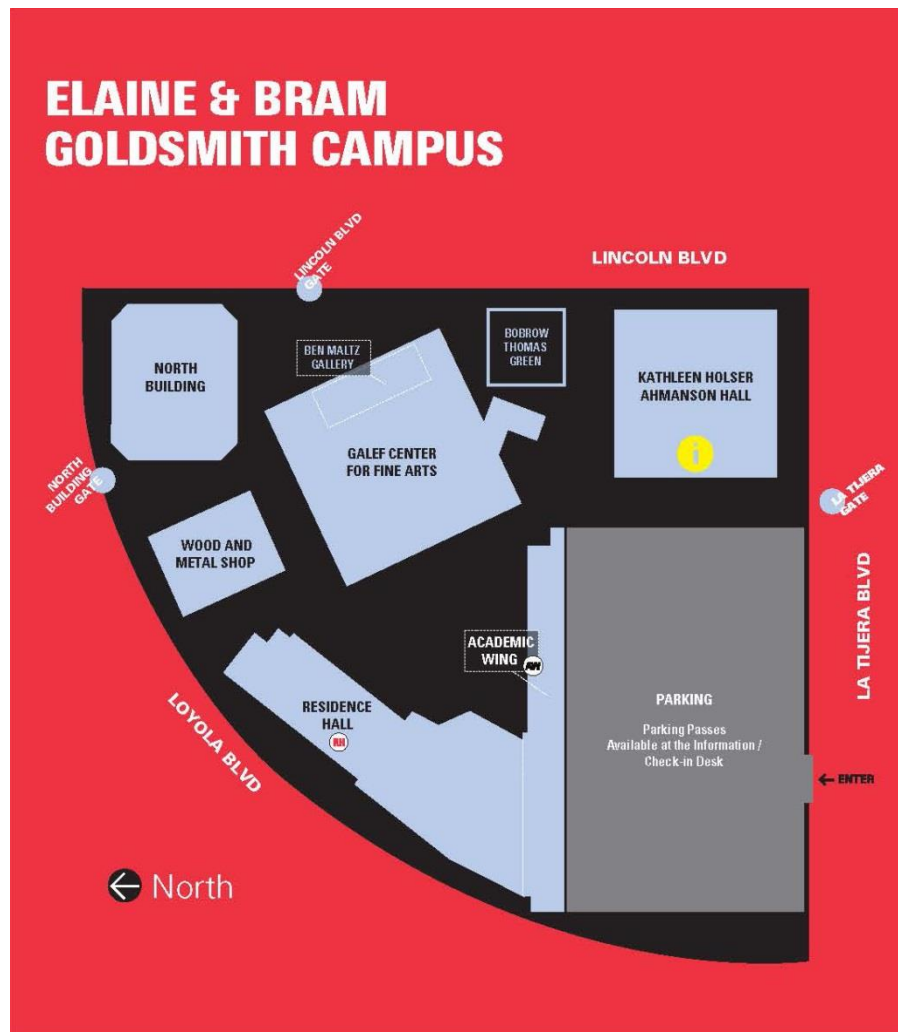 ELAINE & BRAM
GOLDSMITH CAMPUS
LINCOLN BLVD
GATE
LINCOLN BLVD
NORTH
BUILDING
BEN MALTZ
GALLERY
BOBROW
THOMAS
GREEN
KATHLEEN HOLSER
AHMANSON HALL
i
GALEF CENTER
FOR FINE ARTS
NORTH
BUILDING
GATE
LA TIJERA
GATE
WOOD AND
METAL SHOP
LA TIJERA BLVD
ACADEMIC
WING
AW
RESIDENCE
HALL
RH
PARKING
Parking Passes
Available at the Information /
Check-in Desk
LOYOLA BLVD
← ENTER
← North